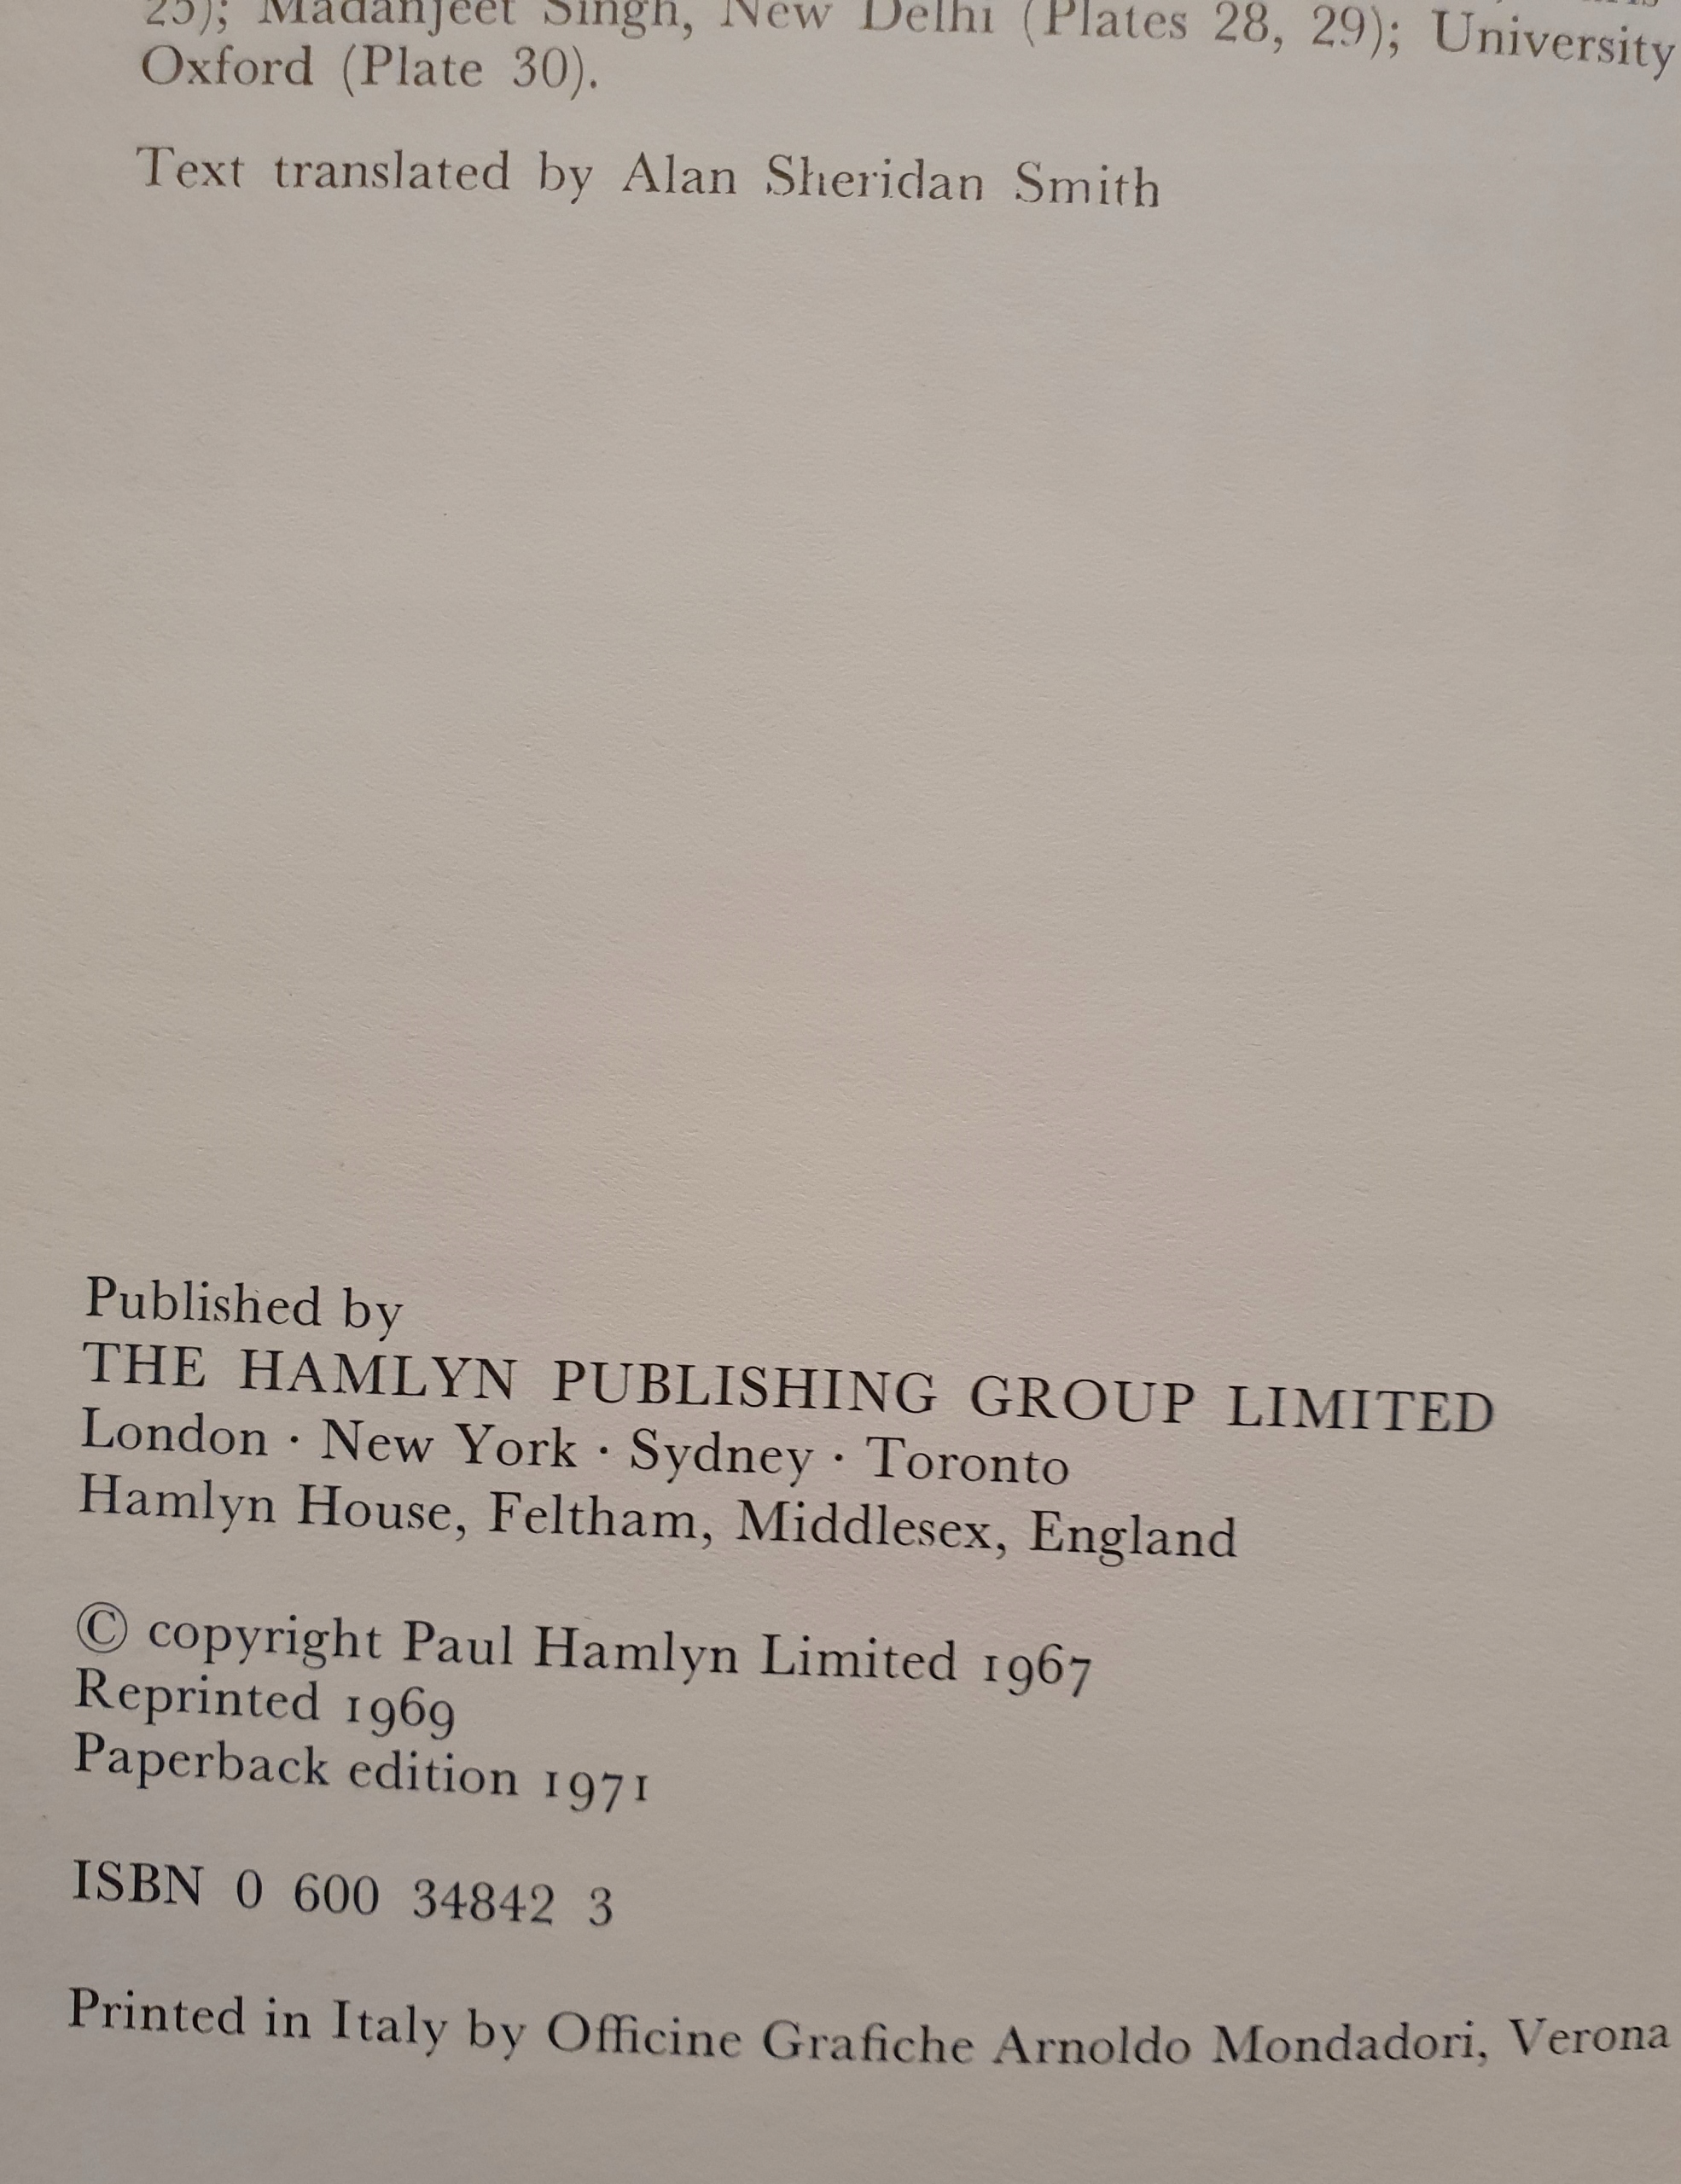 25); Madanjeet Singh, New Delhi (Plates 28, 29); University
Oxford (Plate 30).
Text translated by Alan Sheridan Smith
Published by
THE HAMLYN PUBLISHING GROUP LIMITED
London · New York · Sydney · Toronto
Hamlyn House, Feltham, Middlesex, England
© copyright Paul Hamlyn Limited 1967
Reprinted 1969
Paperback edition 1971
ISBN 0 600 34842 3
Printed in Italy by Officine Grafiche Arnoldo Mondadori, Verona